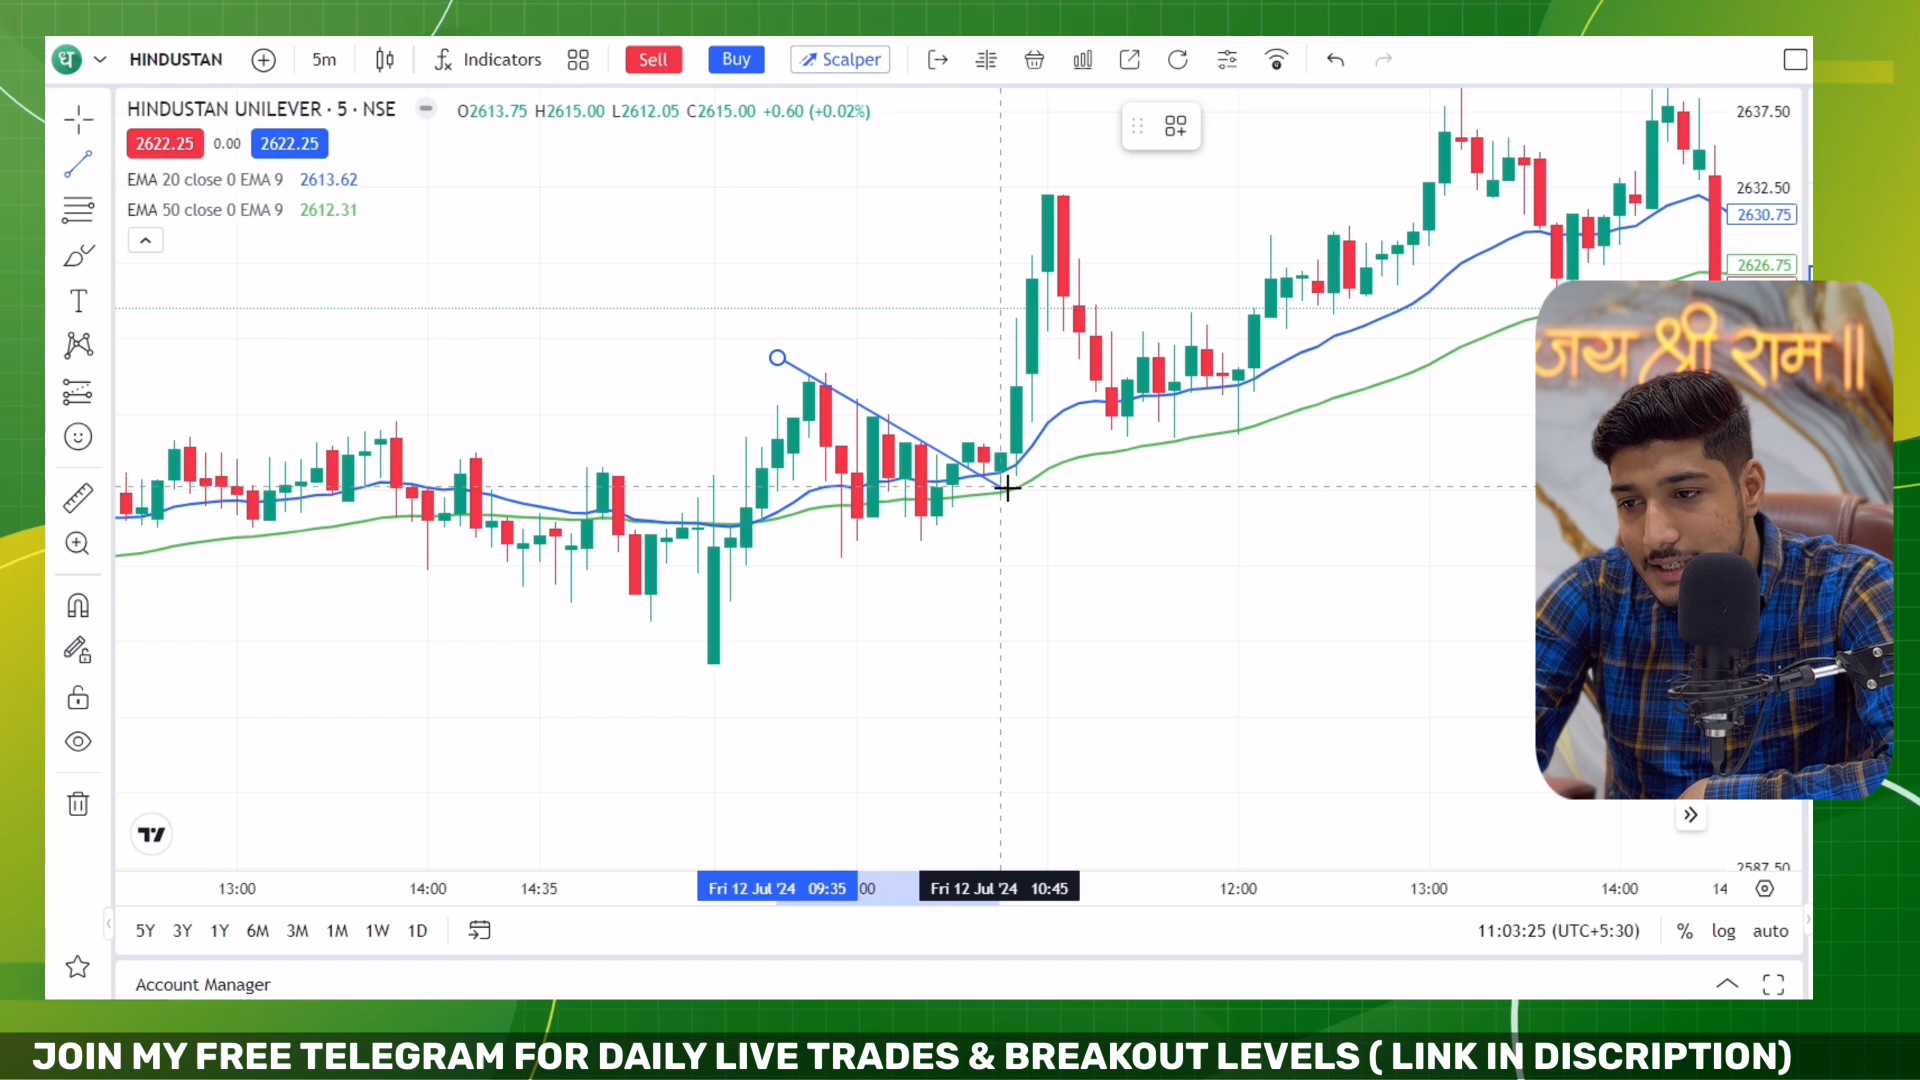 ध HINDUSTAN 5m Indicators Sell Buy Scalper
HINDUSTAN UNILEVER · 5 · NSE O2613.75 H2615.00 L2612.05 C2615.00 +0.60 (+0.02%)
2622.25 0.00 2622.25
EMA 20 close 0 EMA 9 2613.62
EMA 50 close 0 EMA 9 2612.31
2637.50
2632.50
2630.75
2626.75
जय श्री राम॥
2587.50
13:00 14:00 14:35 Fri 12 Jul '24 09:35 00 Fri 12 Jul '24 10:45 12:00 13:00 14:00 14
5Y 3Y 1Y 6M 3M 1M 1W 1D 11:03:25 (UTC+5:30) % log auto
Account Manager
JOIN MY FREE TELEGRAM FOR DAILY LIVE TRADES & BREAKOUT LEVELS ( LINK IN DISCRIPTION)